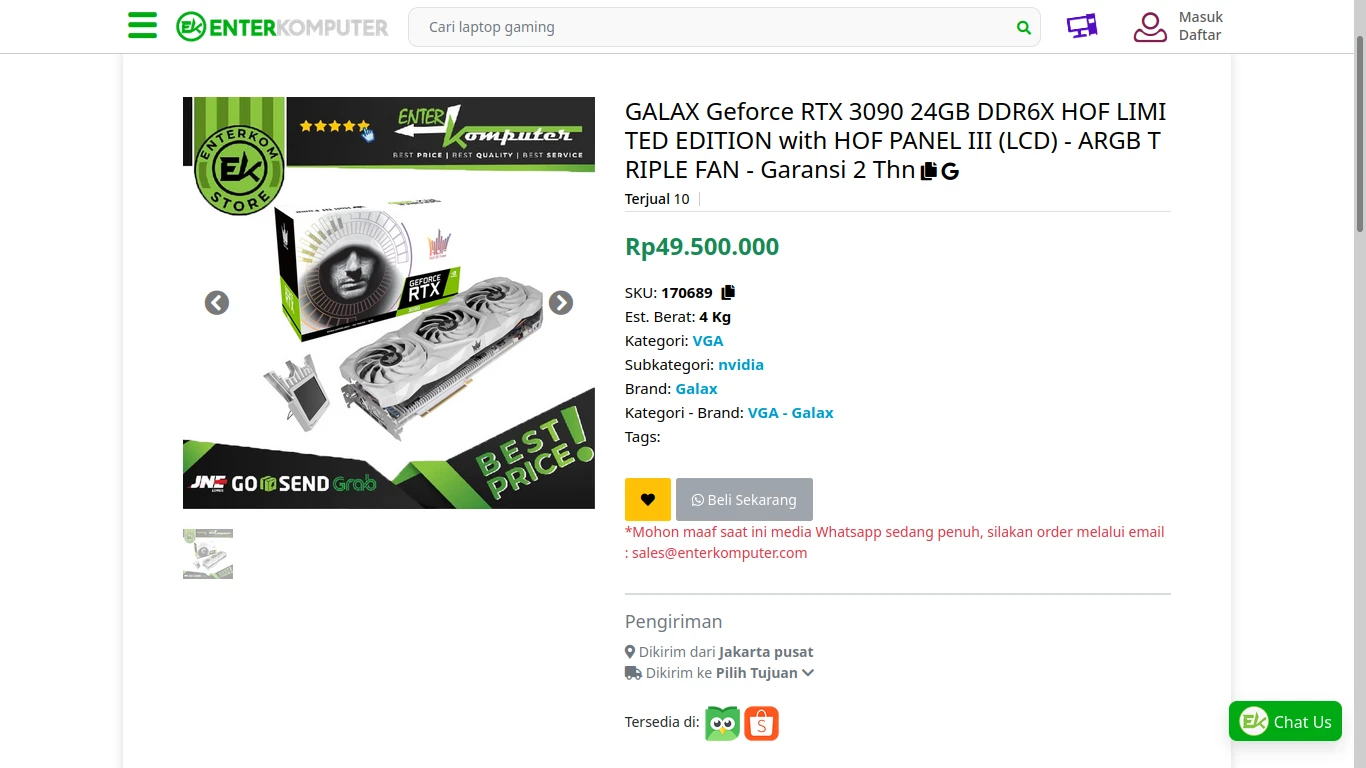 ENTERKOMPUTER
Cari laptop gaming
Masuk
Daftar
ENTERKOM
EK
STORE
ENTER Komputer
BEST PRICE | BEST QUALITY | BEST SERVICE
GEFORCE
RTX
BEST
PRICE!
JNE GO SEND Grab
GALAX Geforce RTX 3090 24GB DDR6X HOF LIMI
TED EDITION with HOF PANEL III (LCD) - ARGB T
RIPLE FAN - Garansi 2 Thn
Terjual 10
Rp49.500.000
SKU: 170689
Est. Berat: 4 Kg
Kategori: VGA
Subkategori: nvidia
Brand: Galax
Kategori - Brand: VGA - Galax
Tags:
Beli Sekarang
*Mohon maaf saat ini media Whatsapp sedang penuh, silakan order melalui email
: sales@enterkomputer.com
Pengiriman
Dikirim dari Jakarta pusat
Dikirim ke Pilih Tujuan
Tersedia di:
Chat Us